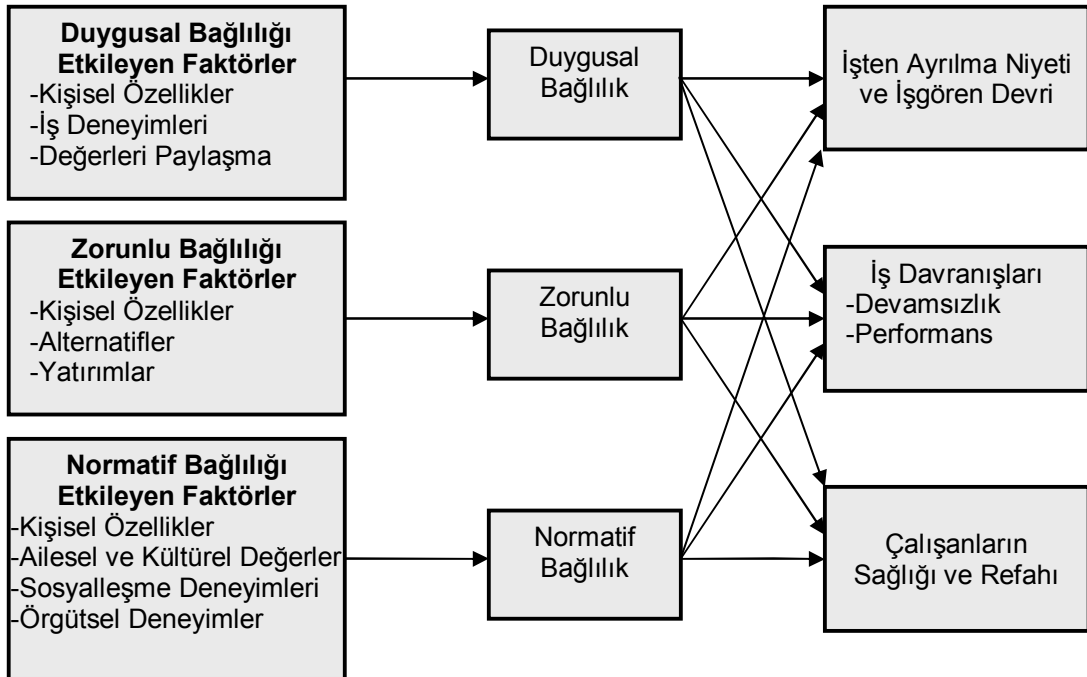 Duygusal Bağlılığı
Etkileyen Faktörler
-Kişisel Özellikler
-İş Deneyimleri
-Değerleri Paylaşma
Duygusal
Bağlılık
İşten Ayrılma Niyeti
ve İşgören Devri
Zorunlu Bağlılığı
Etkileyen Faktörler
-Kişisel Özellikler
-Alternatifler
-Yatırımlar
Zorunlu
Bağlılık
İş Davranışları
-Devamsızlık
-Performans
Normatif Bağlılığı
Etkileyen Faktörler
-Kişisel Özellikler
-Ailesel ve Kültürel Değerler
-Sosyalleşme Deneyimleri
-Örgütsel Deneyimler
Normatif
Bağlılık
Çalışanların
Sağlığı ve Refahı